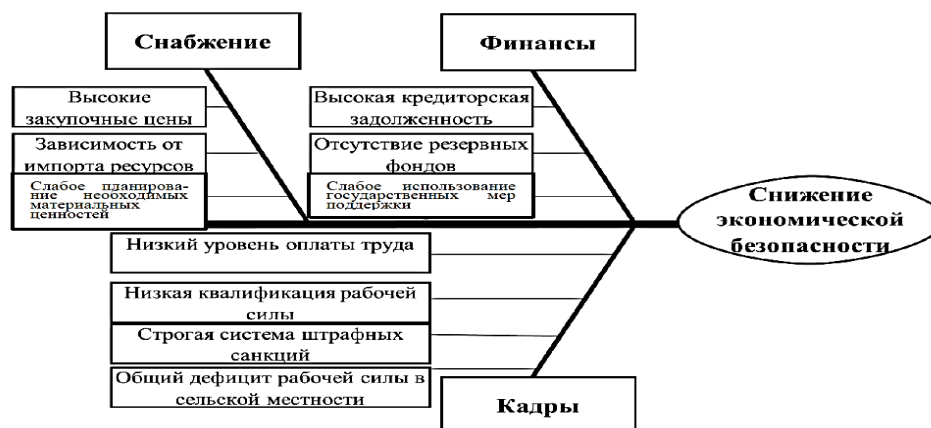 Снабжение
Финансы
Высокие
закупочные цены
Зависимость от
импорта ресурсов
Слабое планирова-
ние необходимых
материальных
ценностей
Высокая кредиторская
задолженность
Отсутствие резервных
фондов
Слабое использование
государственных мер
поддержки
Снижение
экономической
безопасности
Низкий уровень оплаты труда
Низкая квалификация рабочей
силы
Строгая система штрафных
санкций
Общий дефицит рабочей силы в
сельской местности
Кадры